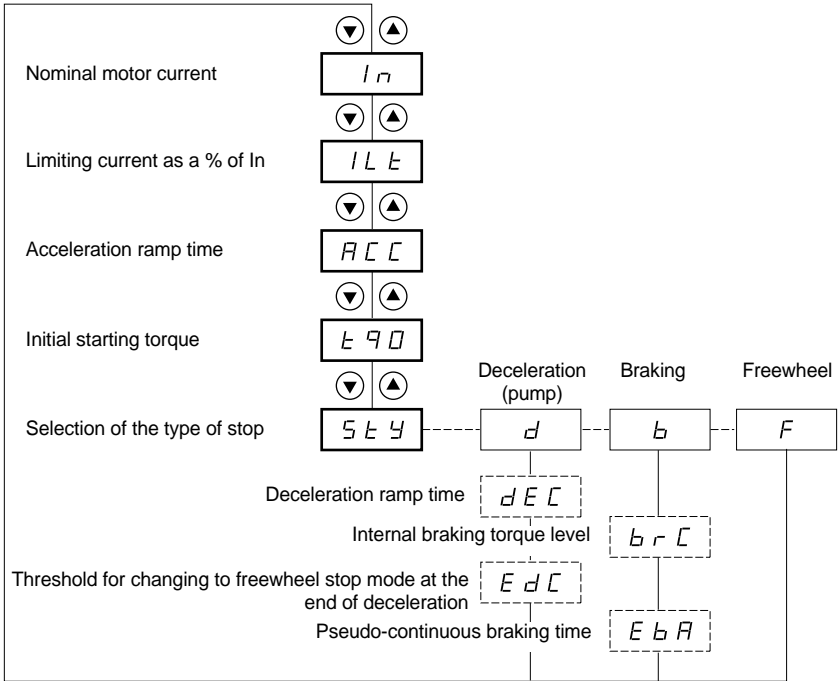 Nominal motor current
In
Limiting current as a % of In
ILt
Acceleration ramp time
ACC
Initial starting torque
tq0
Deceleration
(pump)
Braking
Freewheel
Selection of the type of stop
StY
d
b
F
Deceleration ramp time
dEC
Internal braking torque level
brC
Threshold for changing to freewheel stop mode at the
end of deceleration
EdC
Pseudo-continuous braking time
EbA